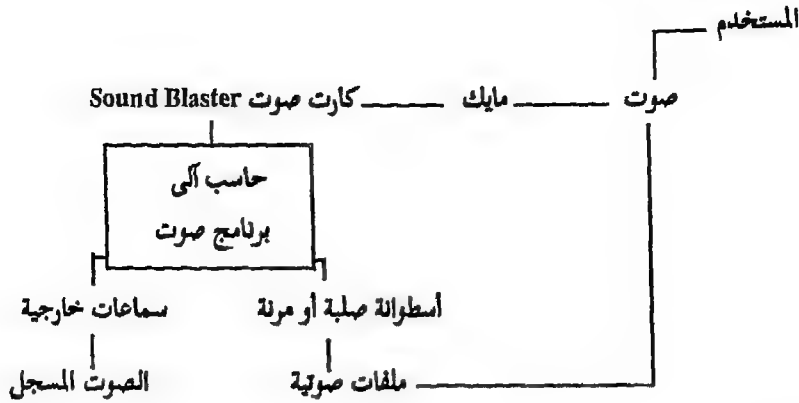 المستخدم
صوت مايك كارت صوت Sound Blaster
حاسب آلى
برنامج صوت
أسطوانة صلبة أو مرنة سماعات خارجية
ملفات صوتية الصوت المسجل